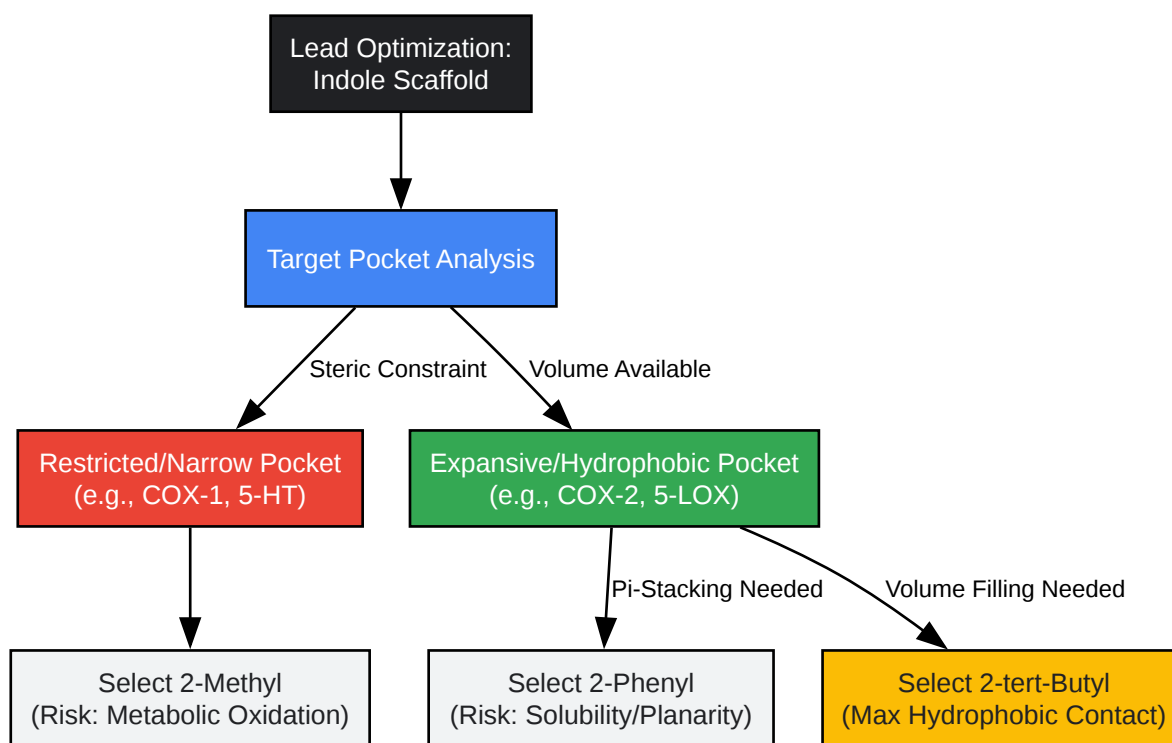 Lead Optimization:
Indole Scaffold
Target Pocket Analysis
Steric Constraint
Volume Available
Restricted/Narrow Pocket
(e.g., COX-1, 5-HT)
Expansive/Hydrophobic Pocket
(e.g., COX-2, 5-LOX)
Pi-Stacking Needed
Volume Filling Needed
Select 2-Methyl
(Risk: Metabolic Oxidation)
Select 2-Phenyl
(Risk: Solubility/Planarity)
Select 2-tert-Butyl
(Max Hydrophobic Contact)